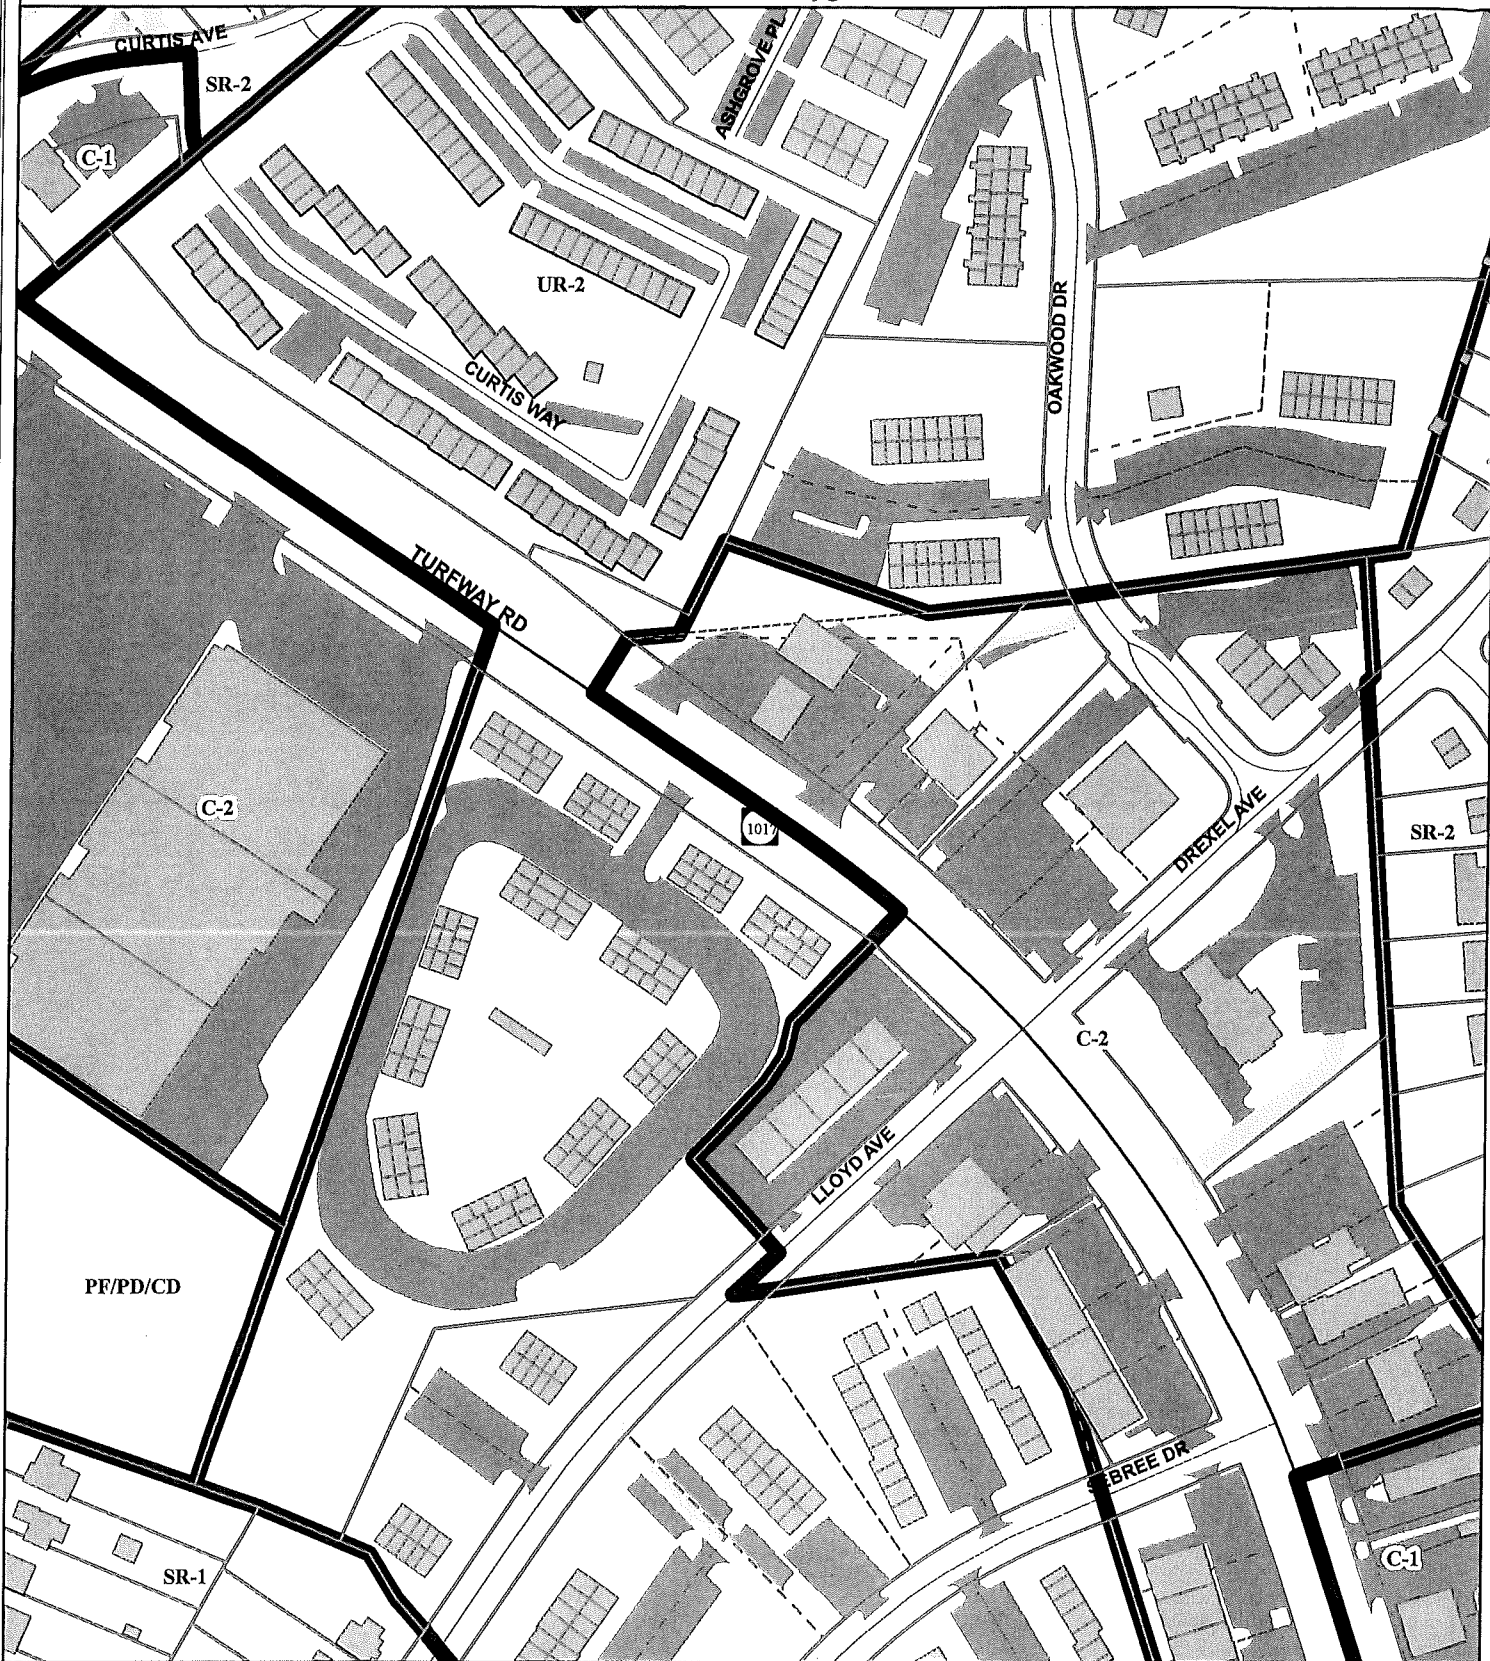 CURTIS AVE
SR-2
ASHGROVE PL
C-1
UR-2
OAKWOOD DR
CURTIS WAY
TURFWAY RD
C-2
1017
DREXEL AVE
SR-2
C-2
LLOYD AVE
PF/PD/CD
SEBREE DR
C-1
SR-1